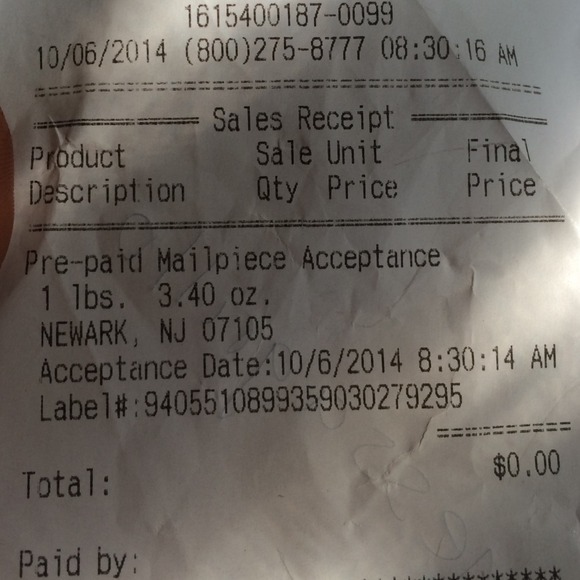 1615400187-0099
10/06/2014 (800)275-8777 08:30:16 AM
Sales Receipt
Product Sale Unit Final
Description Qty Price Price
Pre-paid Mailpiece Acceptance
1 lbs. 3.40 oz.
NEWARK, NJ 07105
Acceptance Date:10/6/2014 8:30:14 AM
Label#:9405510899359030279295
$0.00
Total:
Paid by: